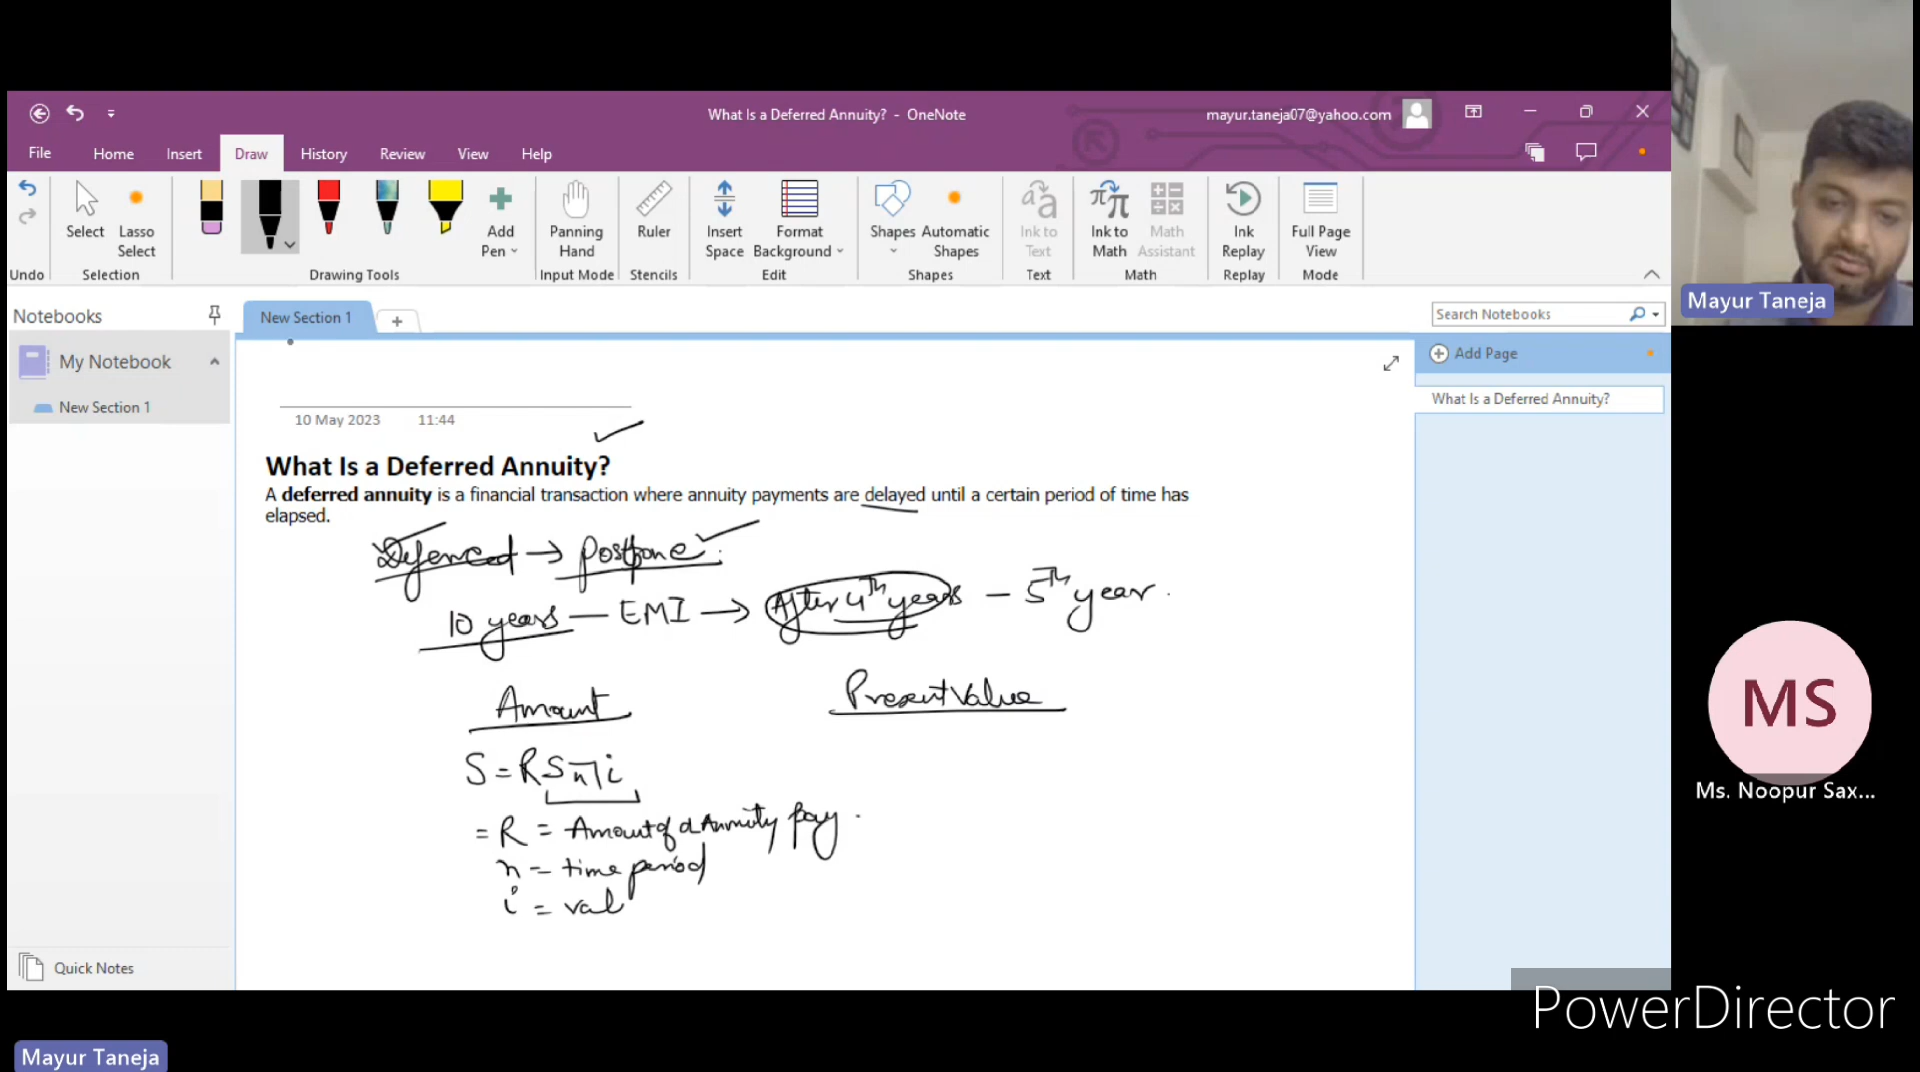 What Is a Deferred Annuity? - OneNote
mayur.taneja07@yahoo.com
File Home Insert Draw History Review View Help
Select
Lasso Select
Add Pen
Panning Hand
Ruler
Insert Space
Format Background
Shapes
Automatic Shapes
Ink to Text
Ink to Math
Math Assistant
Ink Replay
Full Page View
Undo Selection Drawing Tools Input Mode Stencils Edit Shapes Text Math Replay Mode
Mayur Taneja
Notebooks
New Section 1
Search Notebooks
My Notebook
New Section 1
Add Page
What Is a Deferred Annuity?
10 May 2023 11:44
What Is a Deferred Annuity?
A deferred annuity is a financial transaction where annuity payments are delayed until a certain period of time has
elapsed.
→ Postpone
10 years — EMI → After 4th years — 5th year.
Amount
Present Value
S = R Sn⌉i
= R = Amount of a Annuity pay.
n = time period
i = val
MS
Ms. Noopur Sax...
Quick Notes
PowerDirector
Mayur Taneja